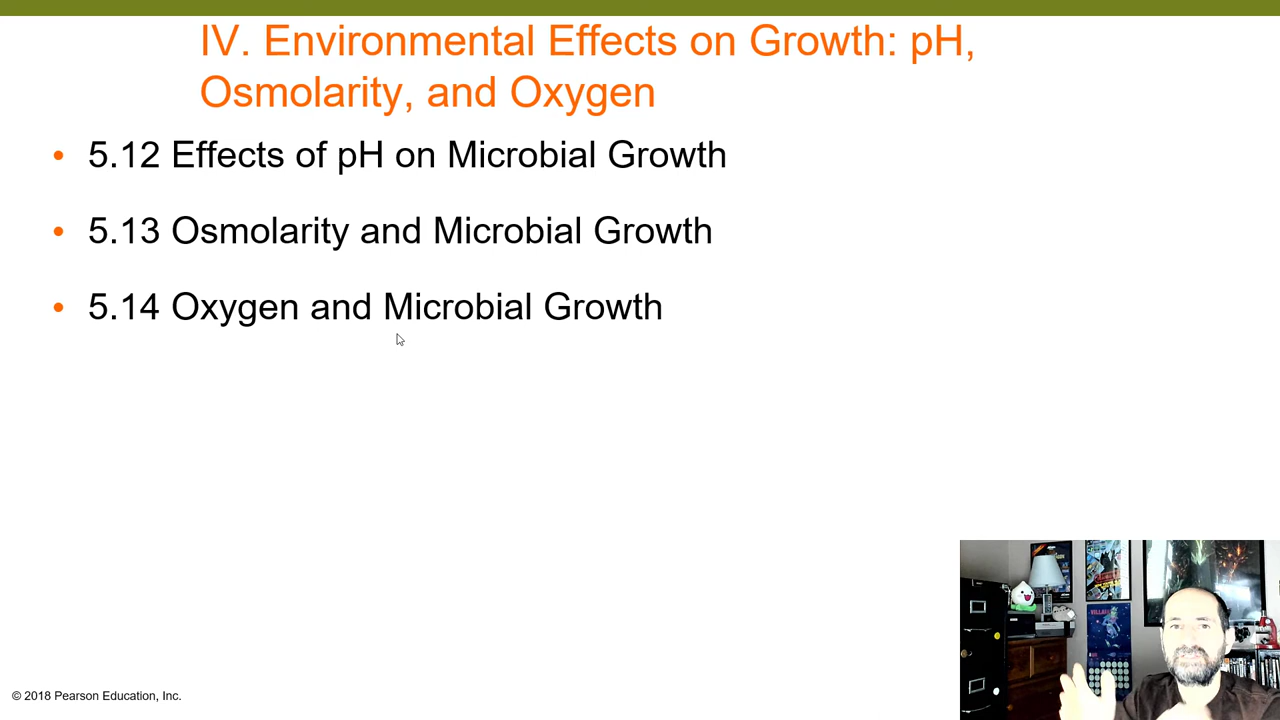 IV. Environmental Effects on Growth: pH,
Osmolarity, and Oxygen
• 5.12 Effects of pH on Microbial Growth
• 5.13 Osmolarity and Microbial Growth
• 5.14 Oxygen and Microbial Growth
© 2018 Pearson Education, Inc.